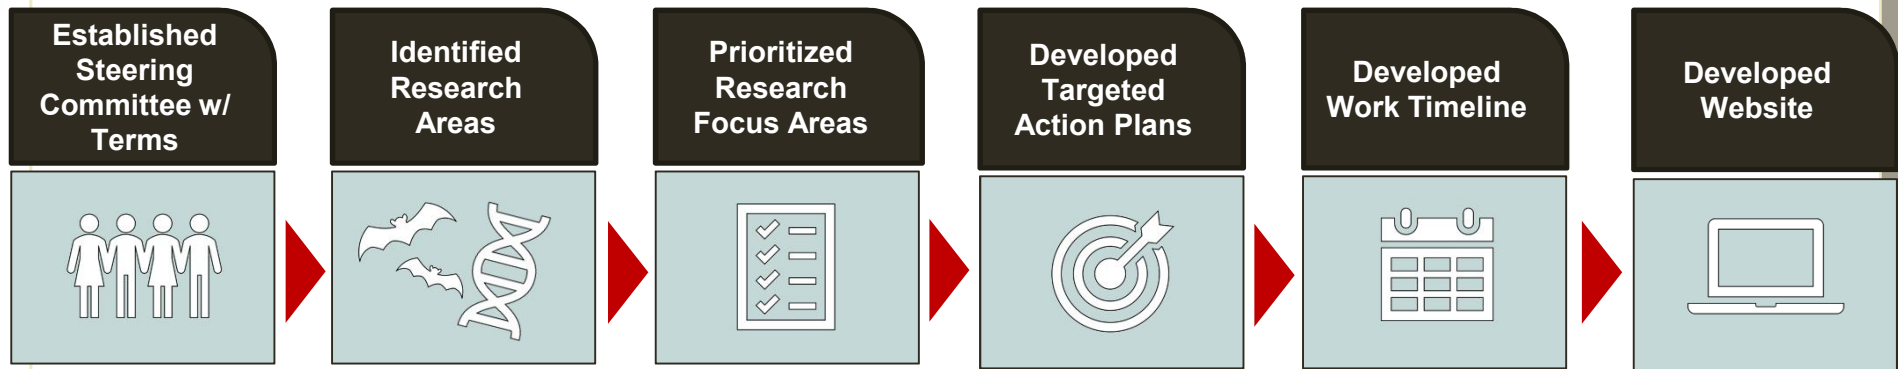 Established
Steering
Committee w/
Terms
Identified
Research
Areas
Prioritized
Research
Focus Areas
Developed
Targeted
Action Plans
Developed
Work Timeline
Developed
Website